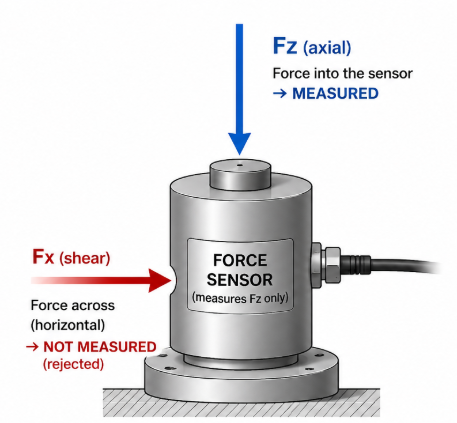 Fz (axial)
Force into the sensor
→ MEASURED
Fx (shear)
Force across
(horizontal)
→ NOT MEASURED
(rejected)
FORCE
SENSOR
(measures Fz only)